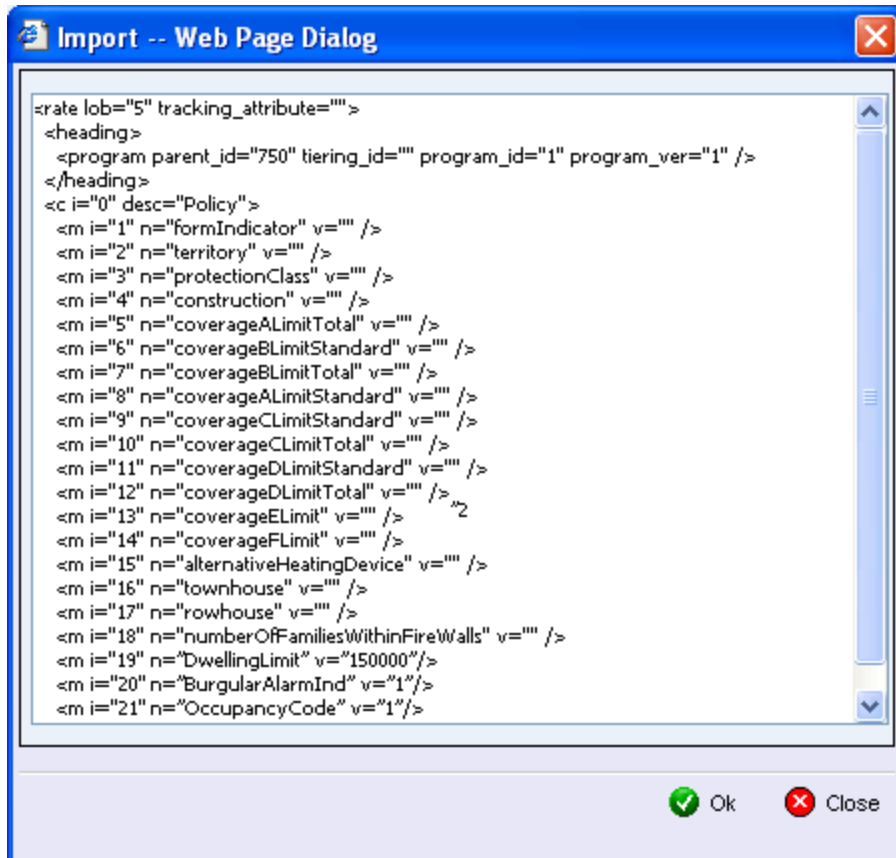 Import -- Web Page Dialog
<rate lob="5" tracking_attribute="">
<heading>
<program parent_id="750" tiering_id="" program_id="1" program_ver="1" />
</heading>
<c i="0" desc="Policy">
<m i="1" n="formIndicator" v="" />
<m i="2" n="territory" v="" />
<m i="3" n="protectionClass" v="" />
<m i="4" n="construction" v="" />
<m i="5" n="coverageALimitTotal" v="" />
<m i="6" n="coverageBLimitStandard" v="" />
<m i="7" n="coverageBLimitTotal" v="" />
<m i="8" n="coverageALimitStandard" v="" />
<m i="9" n="coverageCLimitStandard" v="" />
<m i="10" n="coverageCLimitTotal" v="" />
<m i="11" n="coverageDLimitStandard" v="" />
<m i="12" n="coverageDLimitTotal" v="" />
<m i="13" n="coverageELimit" v="" /> ”2
<m i="14" n="coverageFLimit" v="" />
<m i="15" n="alternativeHeatingDevice" v="" />
<m i="16" n="townhouse" v="" />
<m i="17" n="rowhouse" v="" />
<m i="18" n="numberOfFamiliesWithinFireWalls" v="" />
<m i="19" n=”DwellingLimit” v=”150000”/>
<m i="20" n=”BurgularAlarmInd” v=”1”/>
<m i="21" n=”OccupancyCode” v=”1”/>
Ok Close